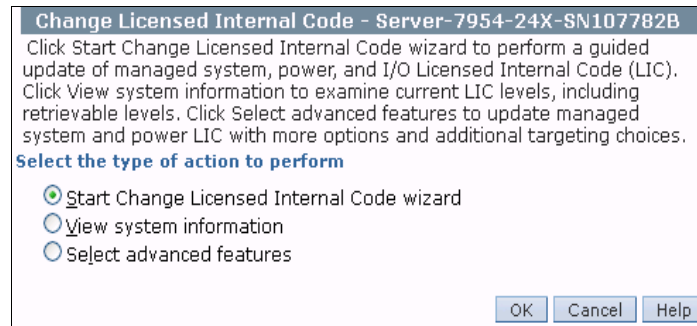 Change Licensed Internal Code - Server-7954-24X-SN107782B
Click Start Change Licensed Internal Code wizard to perform a guided
update of managed system, power, and I/O Licensed Internal Code (LIC).
Click View system information to examine current LIC levels, including
retrievable levels. Click Select advanced features to update managed
system and power LIC with more options and additional targeting choices.
Select the type of action to perform
Start Change Licensed Internal Code wizard
View system information
Select advanced features
OK Cancel Help